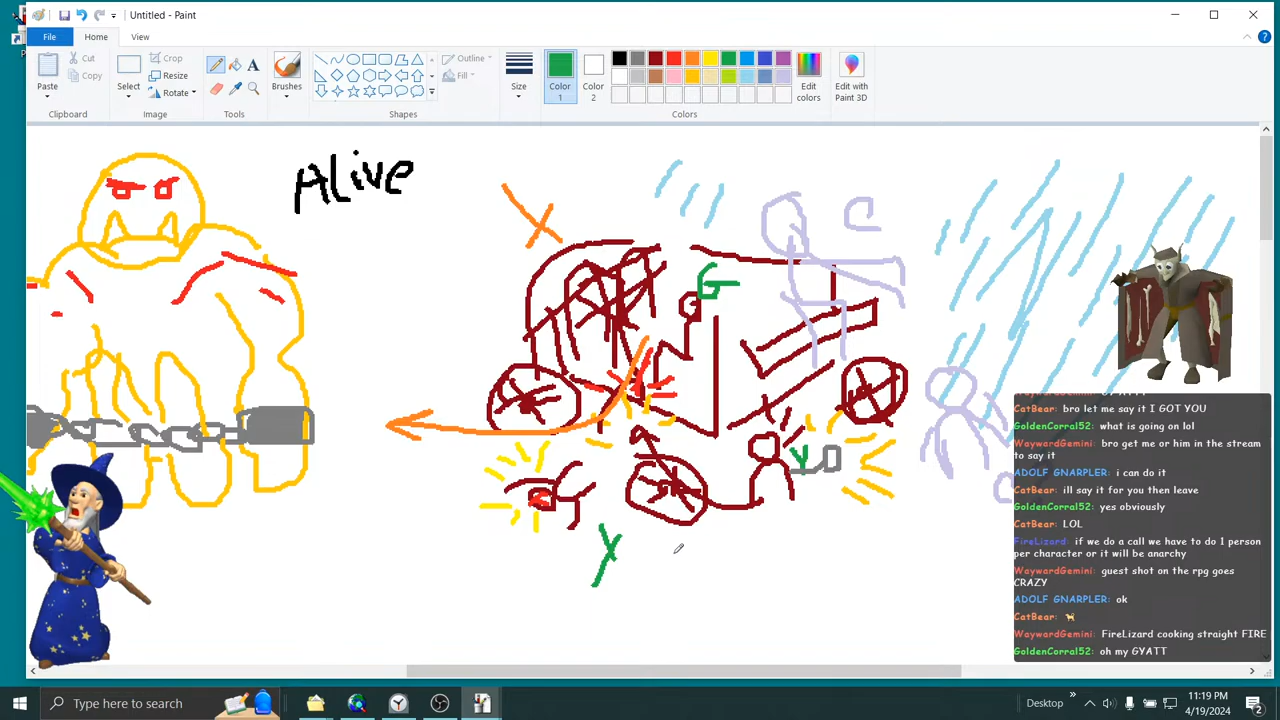 Untitled - Paint
File
Home
View
Paste
Cut
Copy
Clipboard
Select
Crop
Resize
Rotate
Image
A
Tools
Brushes
Outline
Fill
Shapes
Size
Color 1
Color 2
Edit colors
Edit with Paint 3D
Colors
Alive
G
C
Y
CatBear: bro let me say it I GOT YOU
GoldenCorral52: what is going on lol
WaywardGemini: bro get me or him in the stream
to say it
ADOLF GNARPLER: i can do it
CatBear: ill say it for you then leave
GoldenCorral52: yes obviously
CatBear: LOL
FireLizard: if we do a call we have to do 1 person
per character or it will be anarchy
WaywardGemini: guest shot on the rpg goes
CRAZY
ADOLF GNARPLER: ok
CatBear:
WaywardGemini: FireLizard cooking straight FIRE
GoldenCorral52: oh my GYATT
Type here to search
Desktop
11:19 PM
4/19/2024
2